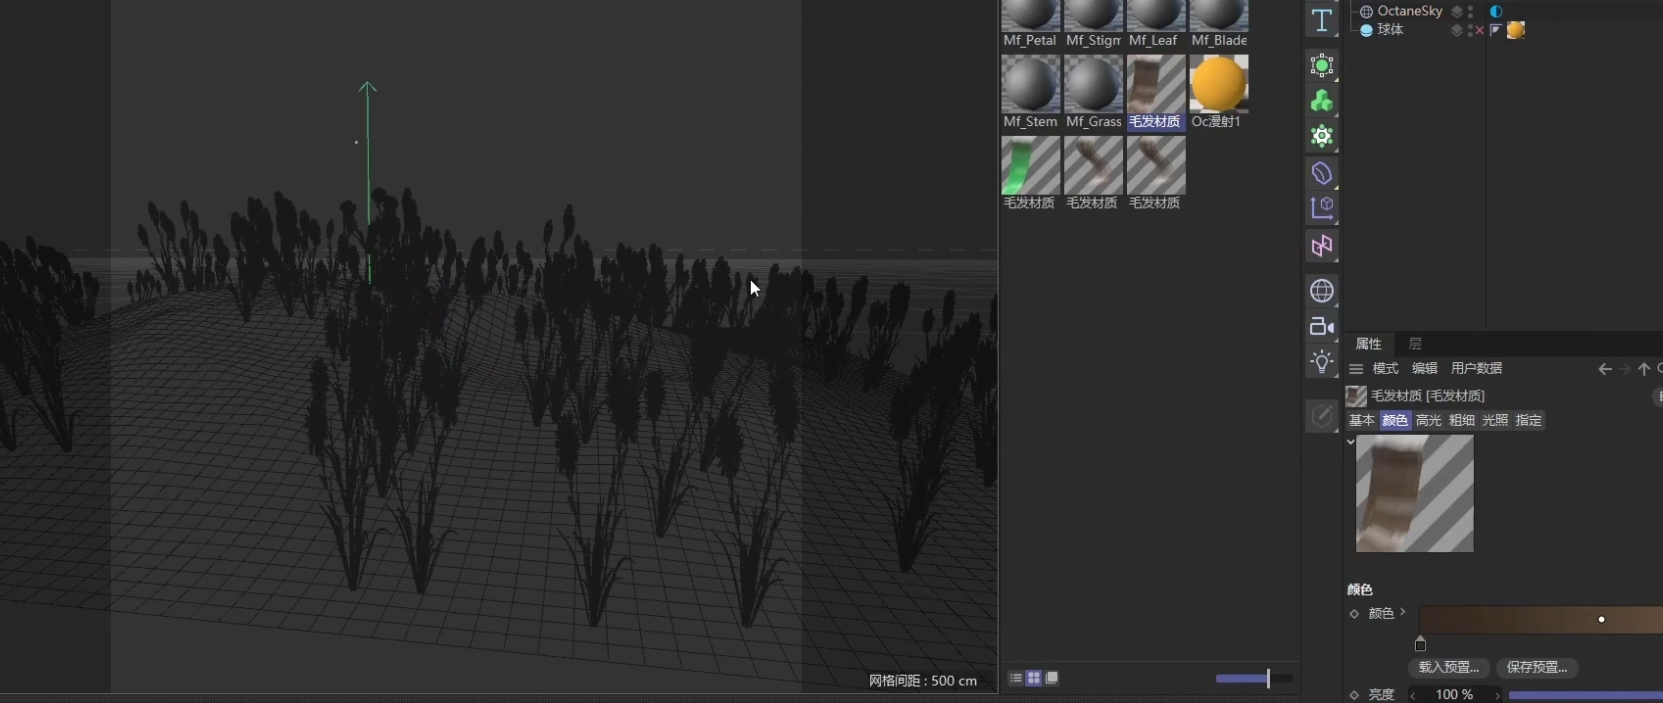 OctaneSky
球体
Mf_Petal Mf_Stigm Mf_Leaf Mf_Blade
Mf_Stem Mf_Grass 毛发材质 Oc漫射1
毛发材质 毛发材质 毛发材质
网格间距 : 500 cm
属性 层
模式 编辑 用户数据
毛发材质 [毛发材质]
基本 颜色 高光 粗细 光照 指定
颜色
颜色
载入预置... 保存预置...
亮度 100 %